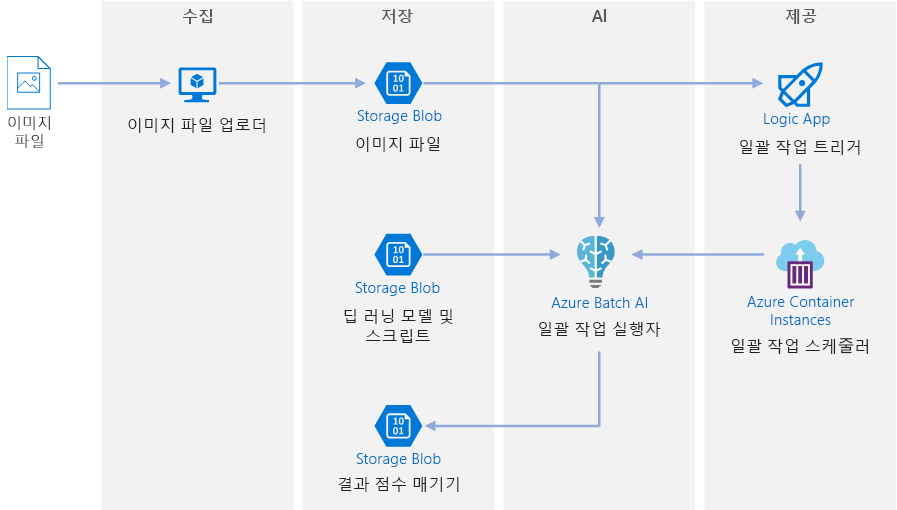 수집
저장
AI
제공
이미지
파일
이미지 파일 업로더
10
01
Storage Blob
이미지 파일
Logic App
일괄 작업 트리거
10
01
Storage Blob
딥 러닝 모델 및
스크립트
Azure Batch AI
일괄 작업 실행자
Azure Container
Instances
일괄 작업 스케줄러
10
01
Storage Blob
결과 점수 매기기